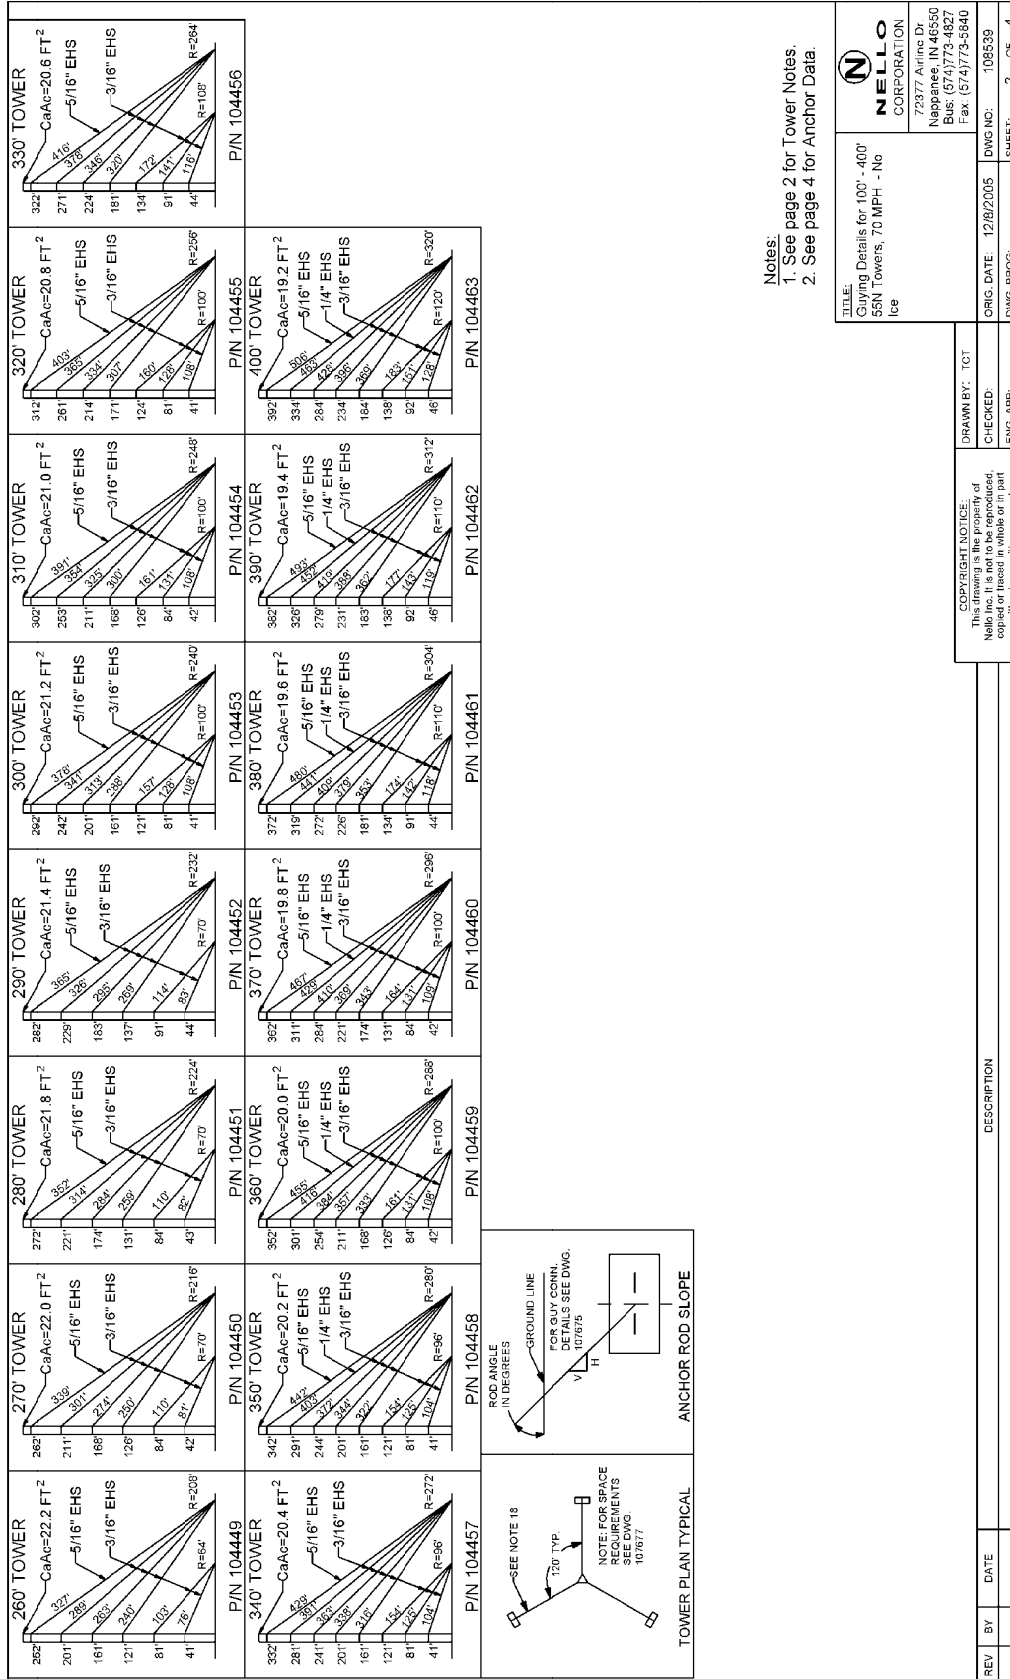 260' TOWER
CaAc=22.2 FT²
5/16" EHS
3/16" EHS
252'
201'
161'
121'
81'
41'
327'
289'
263'
240'
103'
76'
R=64'
R=208'
P/N 104449
270' TOWER
CaAc=22.0 FT²
5/16" EHS
3/16" EHS
262'
211'
168'
126'
84'
42'
339'
301'
274'
250'
110'
81'
R=70'
R=216'
P/N 104450
280' TOWER
CaAc=21.8 FT²
5/16" EHS
3/16" EHS
272'
221'
174'
131'
84'
43'
352'
314'
284'
259'
110'
82'
R=70'
R=224'
P/N 104451
290' TOWER
CaAc=21.4 FT²
5/16" EHS
3/16" EHS
282'
229'
183'
137'
91'
44'
365'
326'
295'
269'
114'
83'
R=70'
R=232'
P/N 104452
300' TOWER
CaAc=21.2 FT²
5/16" EHS
3/16" EHS
292'
242'
201'
161'
121'
81'
41'
378'
341'
313'
288'
157'
128'
108'
R=100'
R=240'
P/N 104453
310' TOWER
CaAc=21.0 FT²
5/16" EHS
3/16" EHS
302'
253'
211'
168'
126'
84'
42'
391'
354'
325'
300'
161'
131'
108'
R=100'
R=248'
P/N 104454
320' TOWER
CaAc=20.8 FT²
5/16" EHS
3/16" EHS
312'
261'
214'
171'
124'
81'
41'
403'
365'
334'
307'
160'
128'
108'
R=100'
R=256'
P/N 104455
330' TOWER
CaAc=20.6 FT²
5/16" EHS
3/16" EHS
322'
271'
224'
181'
134'
91'
44'
416'
378'
346'
320'
172'
141'
116'
R=108'
R=264'
P/N 104456
340' TOWER
CaAc=20.4 FT²
5/16" EHS
3/16" EHS
332'
281'
241'
201'
161'
121'
81'
41'
429'
391'
363'
338'
316'
154'
125'
104'
R=96'
R=272'
P/N 104457
350' TOWER
CaAc=20.2 FT²
5/16" EHS
1/4" EHS
3/16" EHS
342'
291'
244'
201'
161'
121'
81'
41'
442'
403'
372'
344'
322'
154'
125'
104'
R=96'
R=280'
P/N 104458
360' TOWER
CaAc=20.0 FT²
5/16" EHS
1/4" EHS
3/16" EHS
352'
301'
254'
211'
168'
126'
84'
42'
455'
416'
384'
357'
333'
161'
131'
108'
R=100'
R=288'
P/N 104459
370' TOWER
CaAc=19.8 FT²
5/16" EHS
1/4" EHS
3/16" EHS
362'
311'
284'
221'
174'
131'
84'
42'
467'
429'
410'
369'
343'
164'
131'
108'
R=100'
R=296'
P/N 104460
380' TOWER
CaAc=19.6 FT²
5/16" EHS
1/4" EHS
3/16" EHS
372'
319'
272'
226'
181'
134'
91'
44'
480'
441'
409'
379'
353'
174'
142'
118'
R=110'
R=304'
P/N 104461
390' TOWER
CaAc=19.4 FT²
5/16" EHS
1/4" EHS
3/16" EHS
382'
326'
279'
231'
183'
138'
92'
46'
493'
452'
419'
388'
362'
177'
143'
119'
R=110'
R=312'
P/N 104462
400' TOWER
CaAc=19.2 FT²
5/16" EHS
1/4" EHS
3/16" EHS
392'
334'
284'
234'
184'
138'
92'
46'
506'
463'
428'
396'
369'
183'
151'
128'
R=120'
R=320'
P/N 104463
SEE NOTE 18
120' TYP.
NOTE: FOR SPACE
REQUIREMENTS
SEE DWG.
107677
TOWER PLAN TYPICAL
ROD ANGLE
IN DEGREES
GROUND LINE
FOR GUY CONN.
DETAILS SEE DWG.
107675
V
H
ANCHOR ROD SLOPE
Notes:
1. See page 2 for Tower Notes.
2. See page 4 for Anchor Data.
REV BY DATE DESCRIPTION
COPYRIGHT NOTICE:
This drawing is the property of
Nello Inc. It is not to be reproduced,
copied or traced in whole or in part
DRAWN BY: TCT
CHECKED:
ENG. APP:
TITLE:
Guying Details for 100' - 400'
55N Towers, 70 MPH - No
Ice
N
NELLO
CORPORATION
72377 Airline Dr.
Nappanee, IN 46550
Bus: (574)773-4827
Fax: (574)773-5840
ORIG. DATE: 12/8/2005
DWG NO: 108539